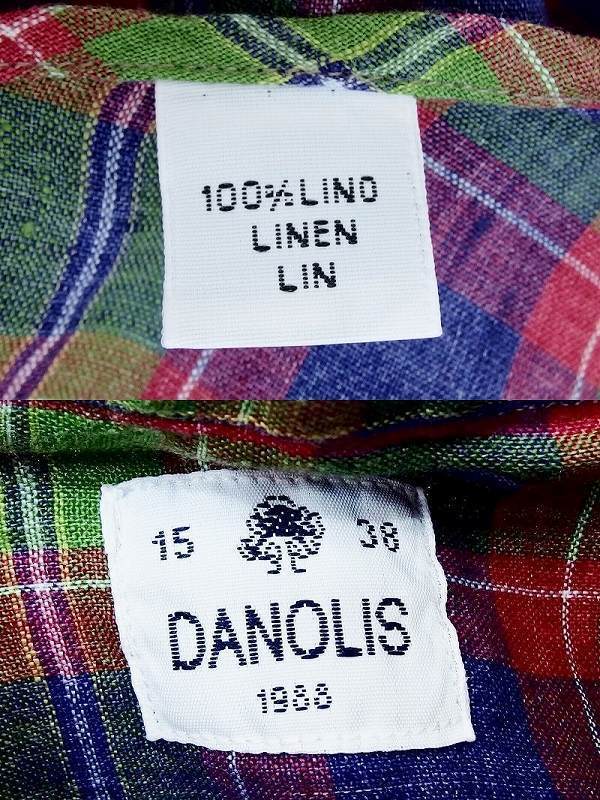 100% LINO
LINEN
LIN
15 38
DANOLIS
1988